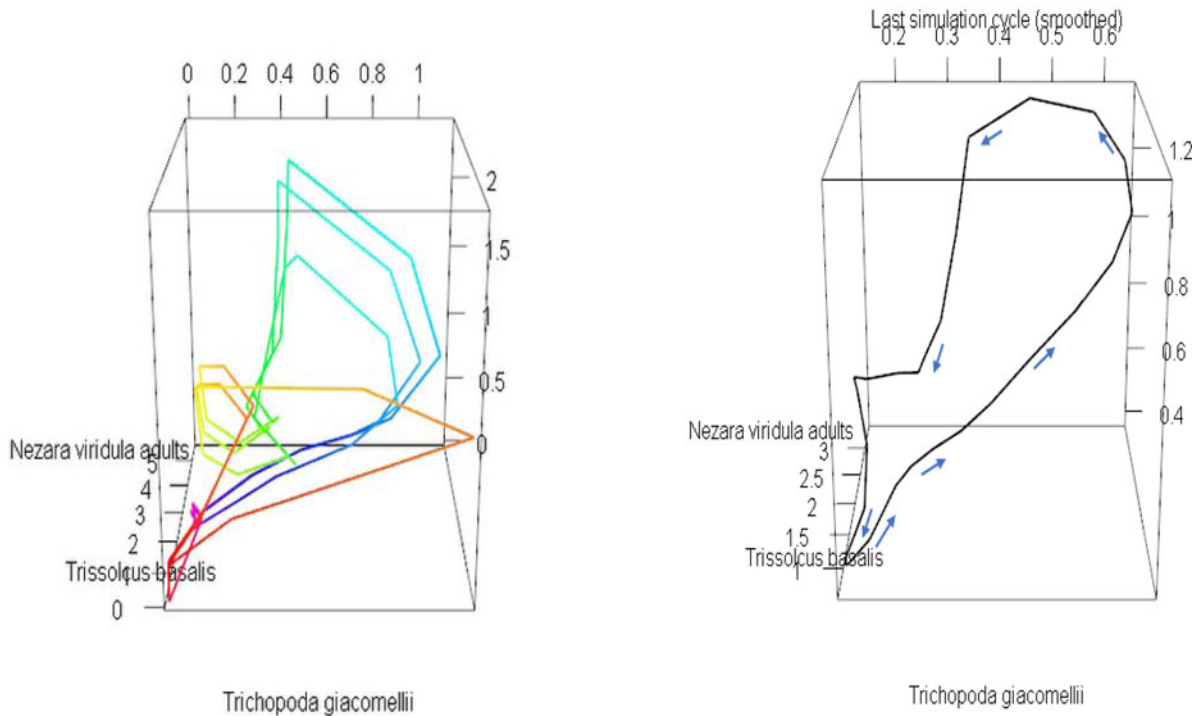 0 0.2 0.4 0.6 0.8 1
2
1.5
1
0.5
0
Nezara viridula adults
5
4
3
2
1
0
Trissolcus basalis
Trichopoda giacomellii
Last simulation cycle (smoothed)
0.2 0.3 0.4 0.5 0.6
1.2
1
0.8
0.6
0.4
Nezara viridula adults
3
2.5
2
1.5
1
Trissolcus basalis
Trichopoda giacomellii